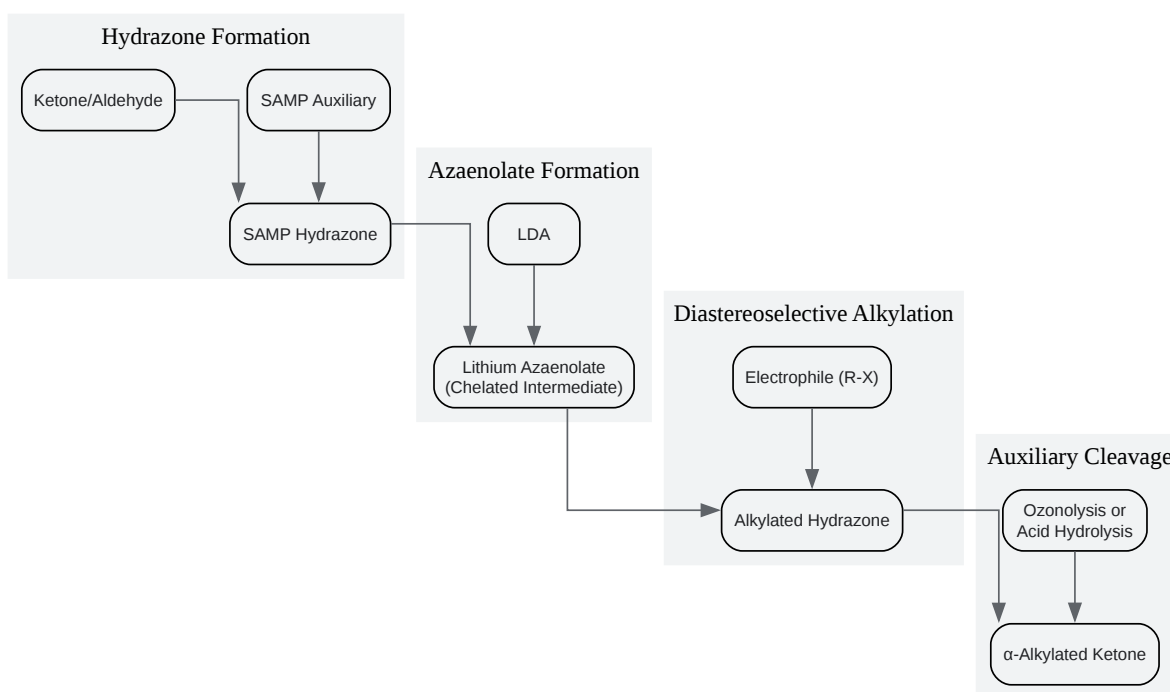 Hydrazone Formation
Ketone/Aldehyde
SAMP Auxiliary
SAMP Hydrazone
Azaenolate Formation
LDA
Lithium Azaenolate
(Chelated Intermediate)
Diastereoselective Alkylation
Electrophile (R-X)
Alkylated Hydrazone
Auxiliary Cleavage
Ozonolysis or
Acid Hydrolysis
α-Alkylated Ketone